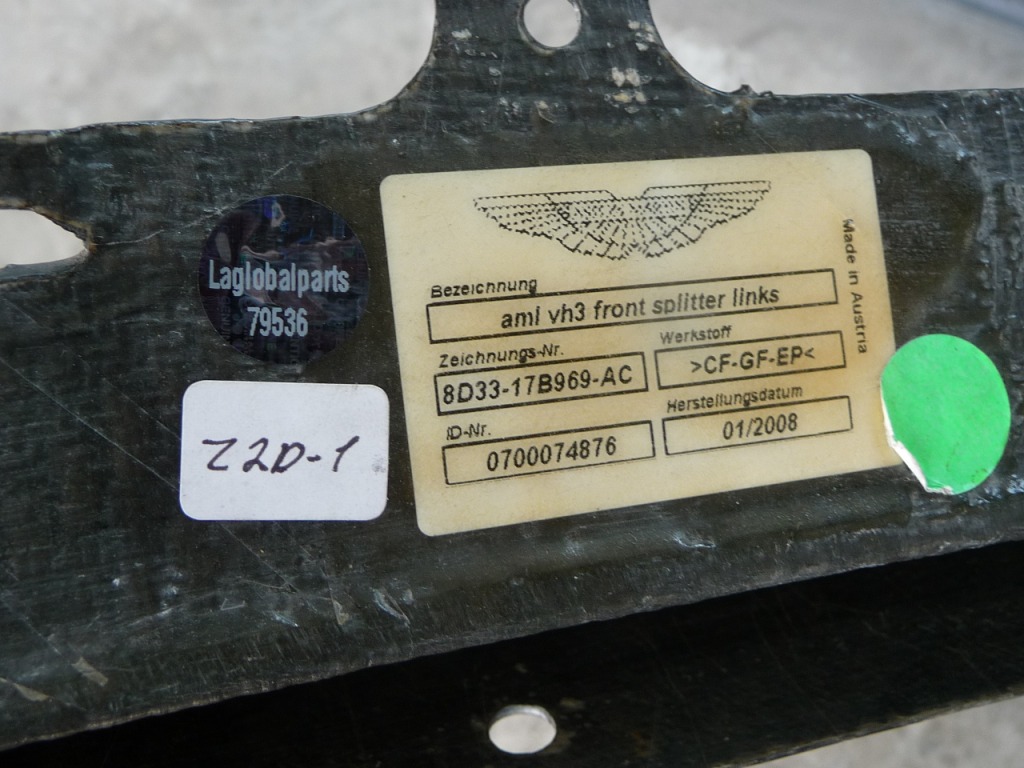 Laglobalparts
79536
Z2D-1
Bezeichnung
aml vh3 front splitter links
Zeichnungs-Nr.
8D33-17B969-AC
Werkstoff
>CF-GF-EP<
ID-Nr.
0700074876
Herstellungsdatum
01/2008
Made in Austria